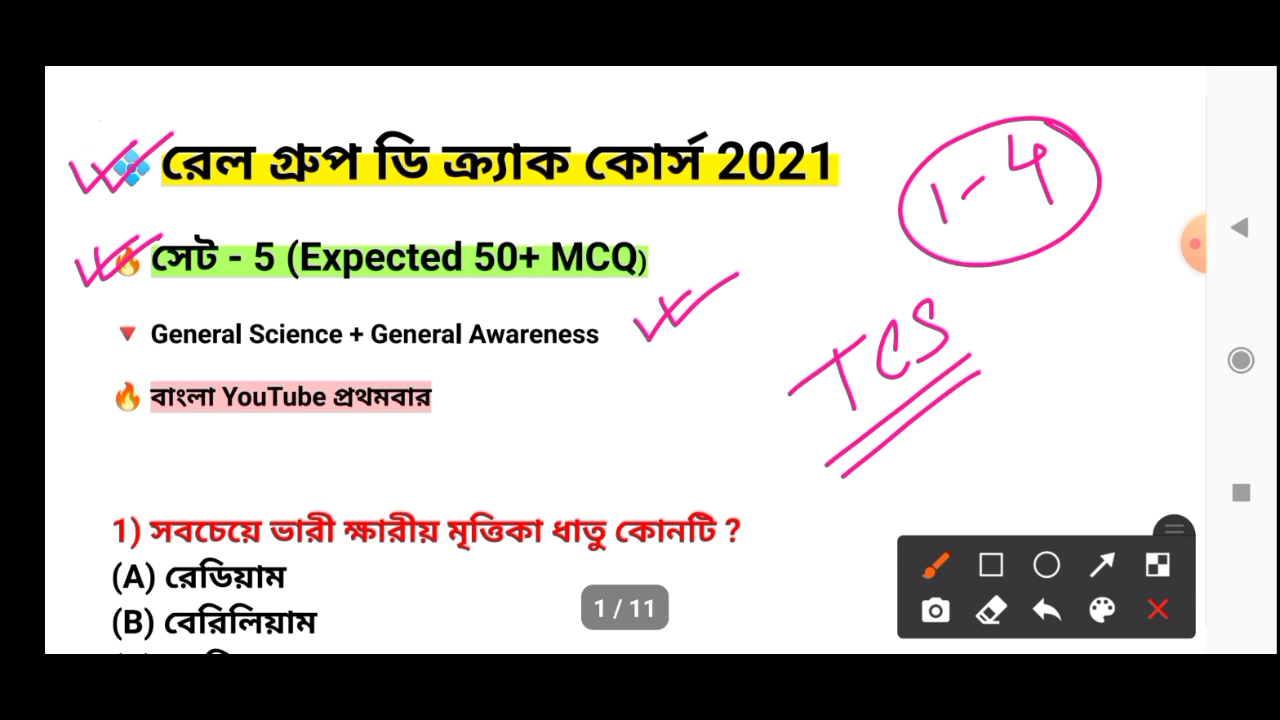 রেল গ্রুপ ডি ক্র্যাক কোর্স 2021
1-4
সেট - 5 (Expected 50+ MCQ)
General Science + General Awareness
TCS
বাংলা YouTube প্রথমবার
1) সবচেয়ে ভারী ক্ষারীয় মৃত্তিকা ধাতু কোনটি ?
(A) রেডিয়াম
(B) বেরিলিয়াম
1 / 11